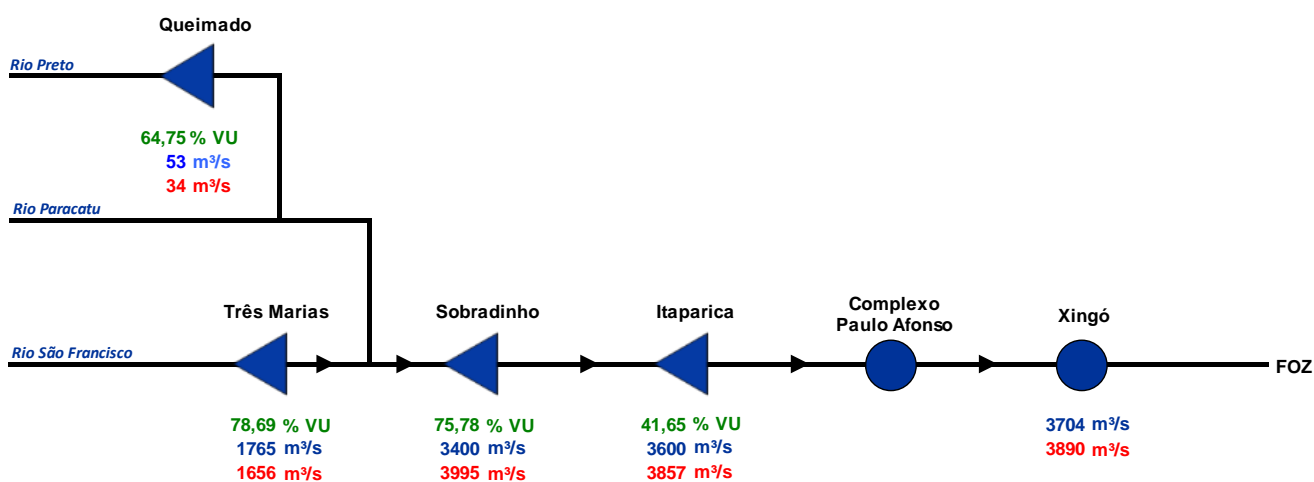 Queimado
Rio Preto
64,75 % VU
53 m³/s
34 m³/s
Rio Paracatu
Três Marias
Sobradinho
Itaparica
Complexo
Paulo Afonso
Xingó
Rio São Francisco
FOZ
78,69 % VU
1765 m³/s
1656 m³/s
75,78 % VU
3400 m³/s
3995 m³/s
41,65 % VU
3600 m³/s
3857 m³/s
3704 m³/s
3890 m³/s